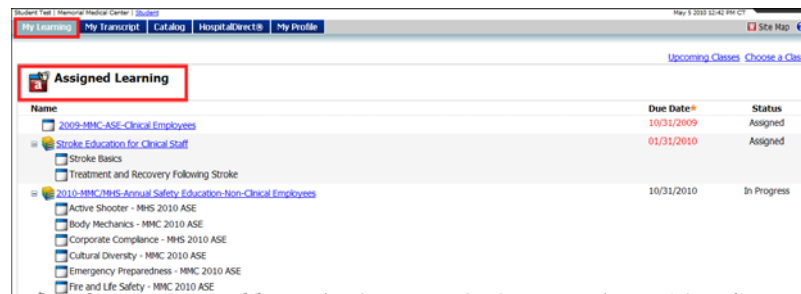 Student Test | Memorial Medical Center | Student May 5 2010 12:42 PM CT
My Learning My Transcript Catalog HospitalDirect® My Profile Site Map
Upcoming Classes Choose a Clas
Assigned Learning
Name Due Date* Status
2009-MMC-ASE-Clinical Employees 10/31/2009 Assigned
Stroke Education for Clinical Staff 01/31/2010 Assigned
Stroke Basics
Treatment and Recovery Following Stroke
2010-MMC/MHS-Annual Safety Education-Non-Clinical Employees 10/31/2010 In Progress
Active Shooter - MHS 2010 ASE
Body Mechanics - MMC 2010 ASE
Corporate Compliance - MHS 2010 ASE
Cultural Diversity - MMC 2010 ASE
Emergency Preparedness - MMC 2010 ASE
Fire and Life Safety - MMC 2010 ASE